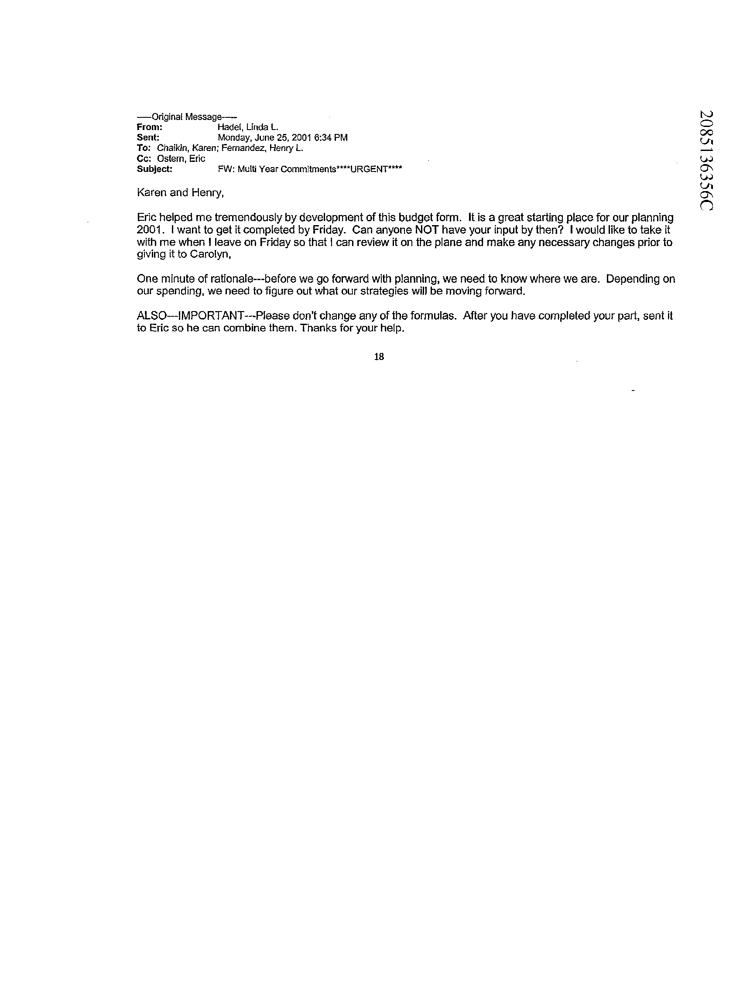 -----Original Message-----
From: Hadel, Linda L.
Sent: Monday, June 25, 2001 6:34 PM
To: Chaikin, Karen; Fernandez, Henry L.
Cc: Ostern, Eric
Subject: FW: Multi Year Commitments****URGENT****
Karen and Henry,
Eric helped me tremendously by development of this budget form. It is a great starting place for our planning
2001. I want to get it completed by Friday. Can anyone NOT have your input by then? I would like to take it
with me when I leave on Friday so that I can review it on the plane and make any necessary changes prior to
giving it to Carolyn,
One minute of rationale---before we go forward with planning, we need to know where we are. Depending on
our spending, we need to figure out what our strategies will be moving forward.
ALSO---IMPORTANT---Please don't change any of the formulas. After you have completed your part, sent it
to Eric so he can combine them. Thanks for your help.
18
2085136356C